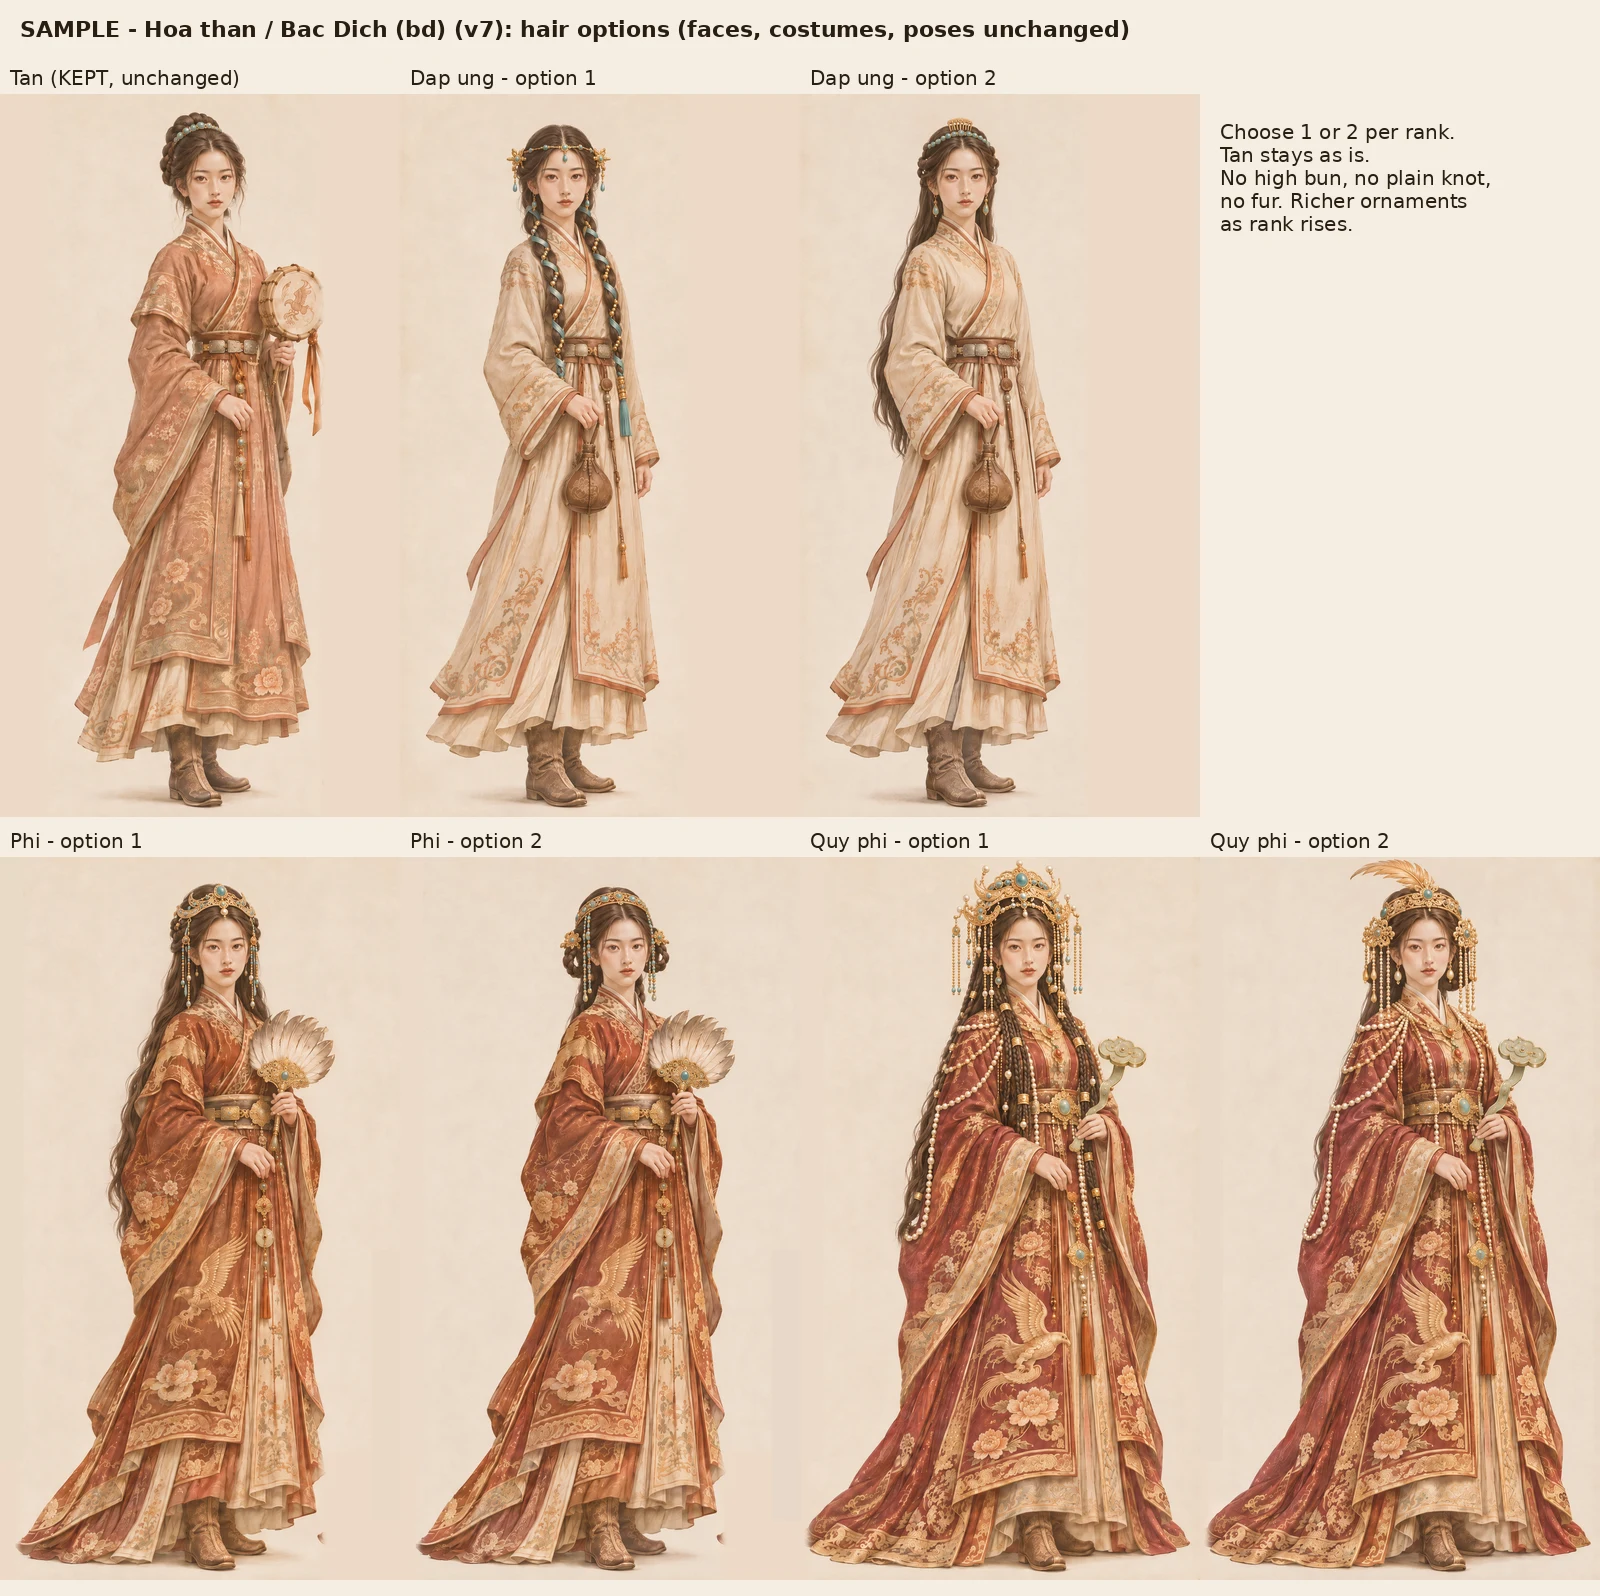 SAMPLE - Hoa than / Bac Dich (bd) (v7): hair options (faces, costumes, poses unchanged)
Tan (KEPT, unchanged)
Dap ung - option 1
Dap ung - option 2
Choose 1 or 2 per rank.
Tan stays as is.
No high bun, no plain knot,
no fur. Richer ornaments
as rank rises.
Phi - option 1
Phi - option 2
Quy phi - option 1
Quy phi - option 2